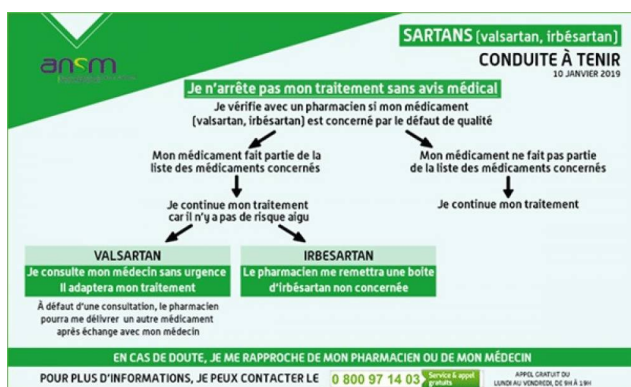 ansm
SARTANS (valsartan, irbésartan)
CONDUITE À TENIR
10 JANVIER 2019
Je n'arrête pas mon traitement sans avis médical
Je vérifie avec un pharmacien si mon médicament
(valsartan, irbésartan) est concerné par le défaut de qualité
Mon médicament fait partie de la
liste des médicaments concernés
Mon médicament ne fait pas partie
de la liste des médicaments concernés
Je continue mon traitement
car il n'y a pas de risque aigu
Je continue mon traitement
VALSARTAN
Je consulte mon médecin sans urgence
Il adaptera mon traitement
À défaut d'une consultation, le pharmacien
pourra me délivrer un autre médicament
après échange avec mon médecin
IRBESARTAN
Le pharmacien me remettra une boite
d'irbésartan non concernée
EN CAS DE DOUTE, JE ME RAPPROCHE DE MON PHARMACIEN OU DE MON MÉDECIN
POUR PLUS D'INFORMATIONS, JE PEUX CONTACTER LE 0 800 97 14 03
Service & appel
gratuits
APPEL GRATUIT DU
LUNDI AU VENDREDI, DE 9H À 19H